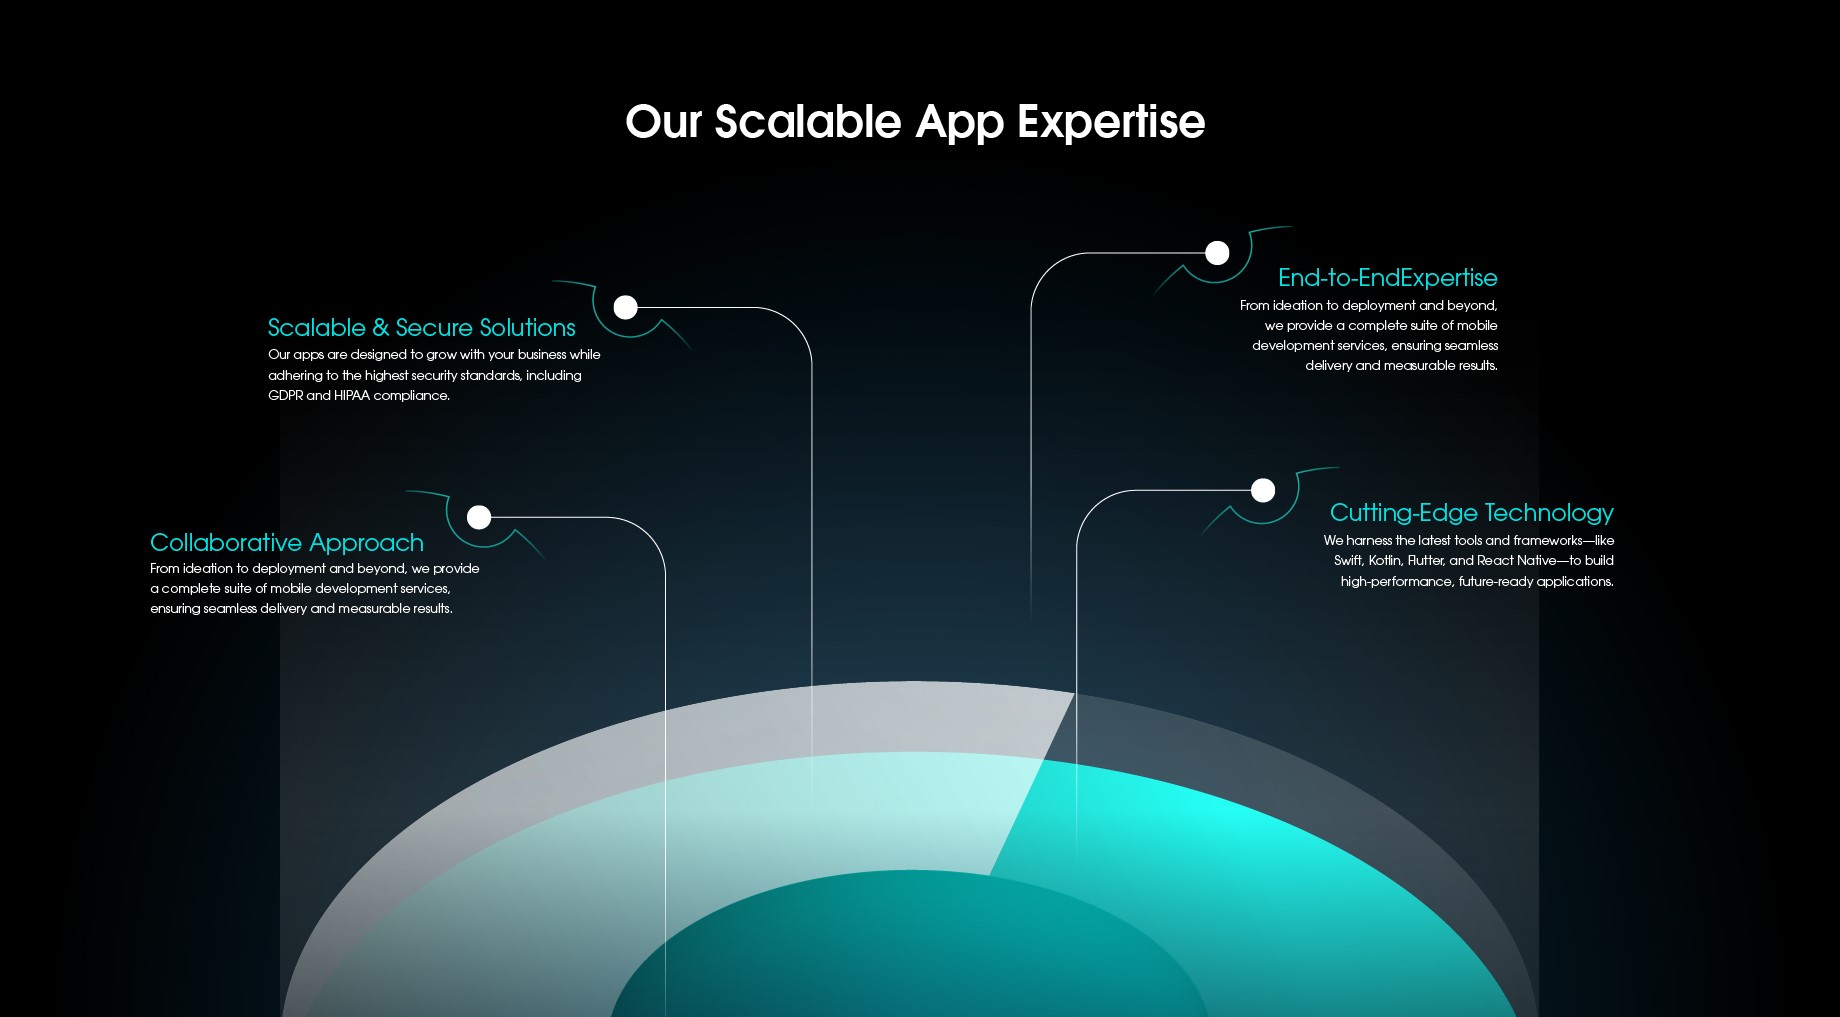 Our Scalable App Expertise
Scalable & Secure Solutions
Our apps are designed to grow with your business while
adhering to the highest security standards, including
GDPR and HIPAA compliance.
End-to-EndExpertise
From ideation to deployment and beyond,
we provide a complete suite of mobile
development services, ensuring seamless
delivery and measurable results.
Collaborative Approach
From ideation to deployment and beyond, we provide
a complete suite of mobile development services,
ensuring seamless delivery and measurable results.
Cutting-Edge Technology
We harness the latest tools and frameworks—like
Swift, Kotlin, Flutter, and React Native—to build
high-performance, future-ready applications.